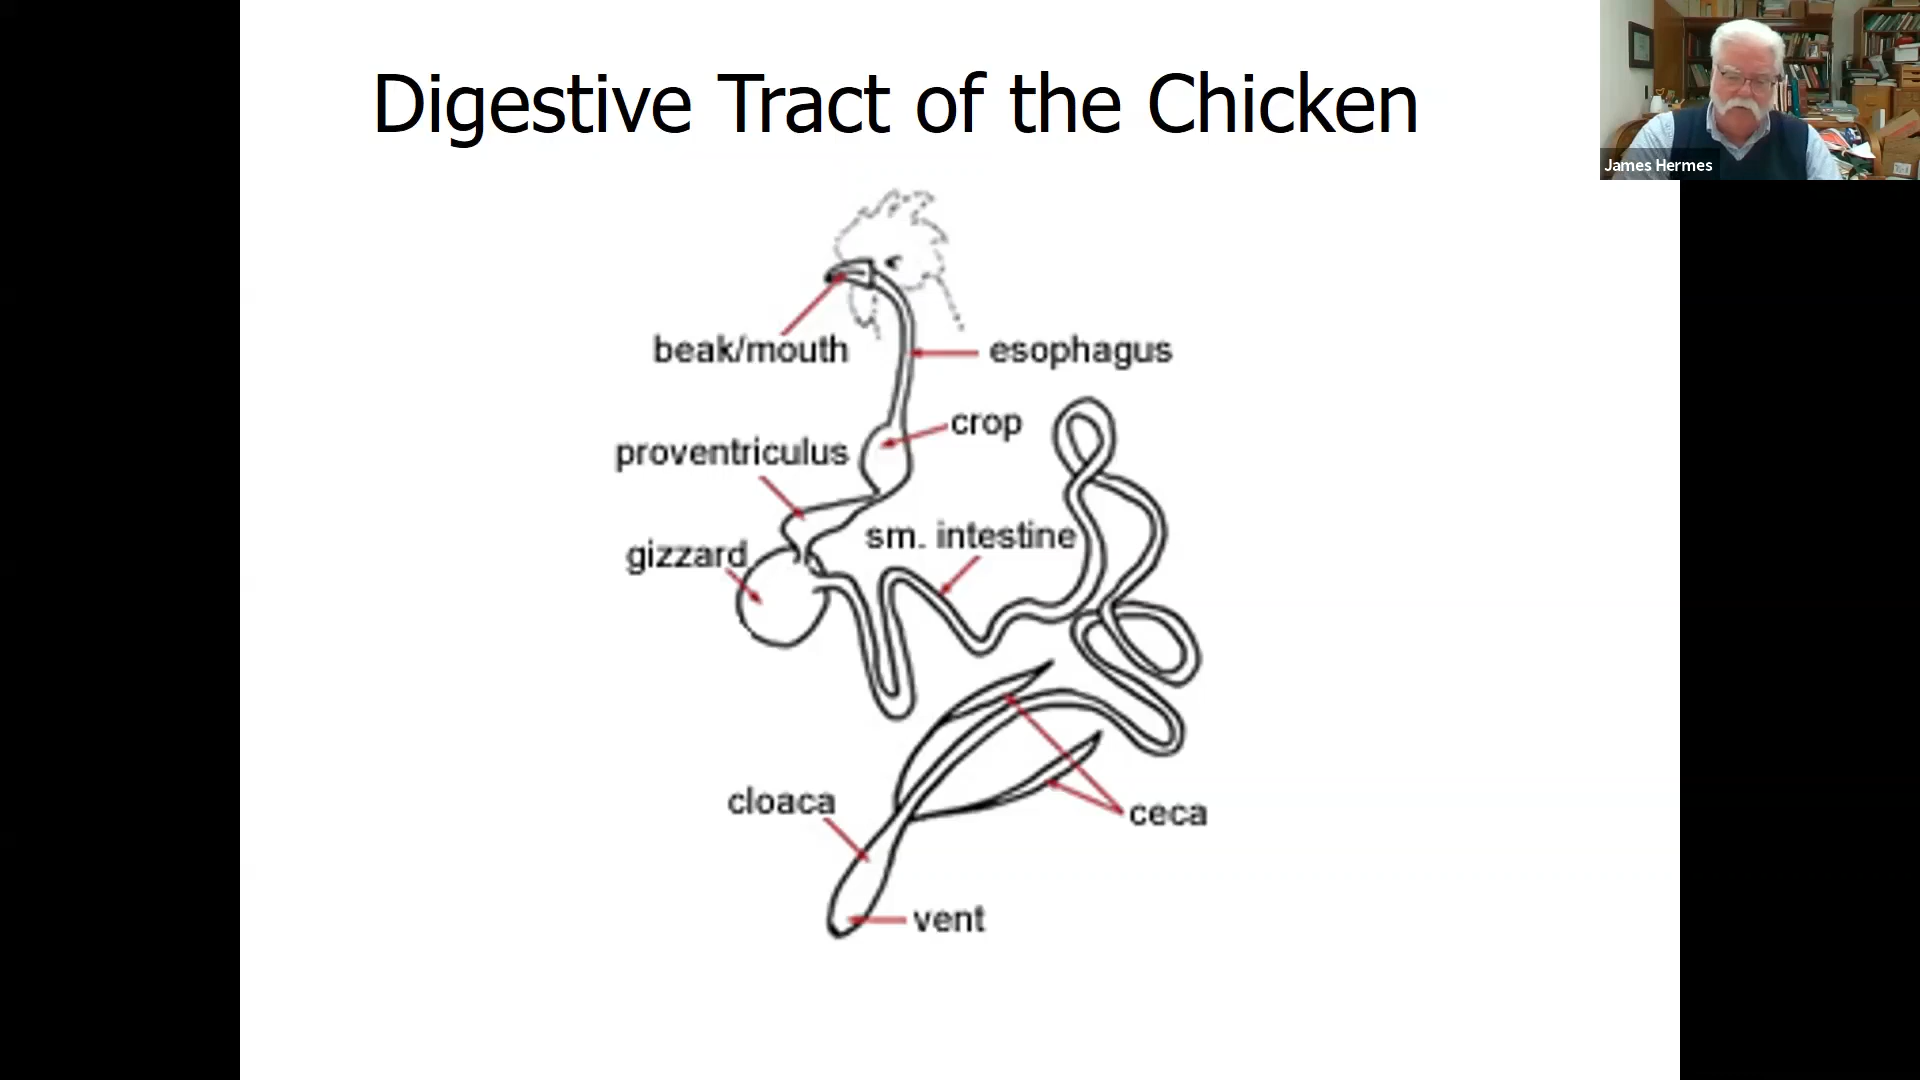 Digestive Tract of the Chicken
James Hermes
beak/mouth
esophagus
crop
proventriculus
sm. intestine
gizzard
cloaca
ceca
vent